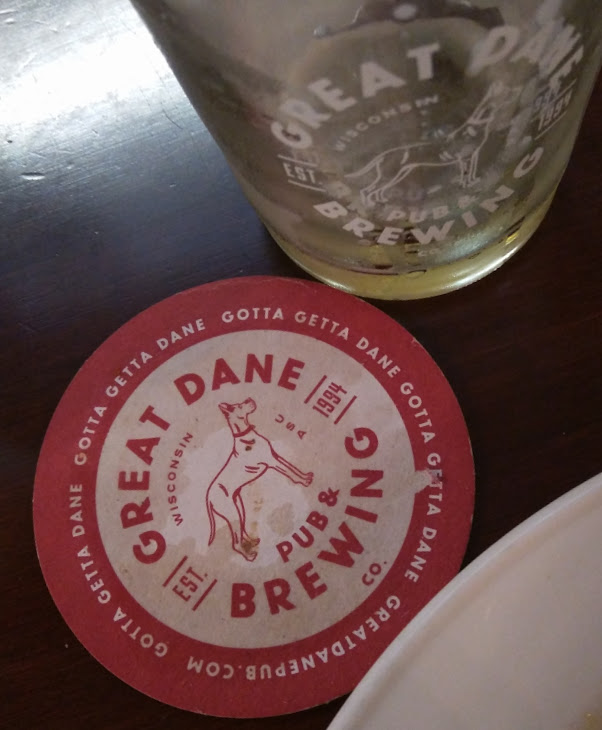 GREAT DANE
WISCONSIN
EST.
1994
PUB &
BREWING
GOTTA GETTA DANE GOTTA GETTA DANE GOTTA GETTA DANE GREATDANEPUB.COM GOTTA GETTA DANE
GREAT DANE
1994
WISCONSIN
USA
EST.
PUB &
BREWING
CO.